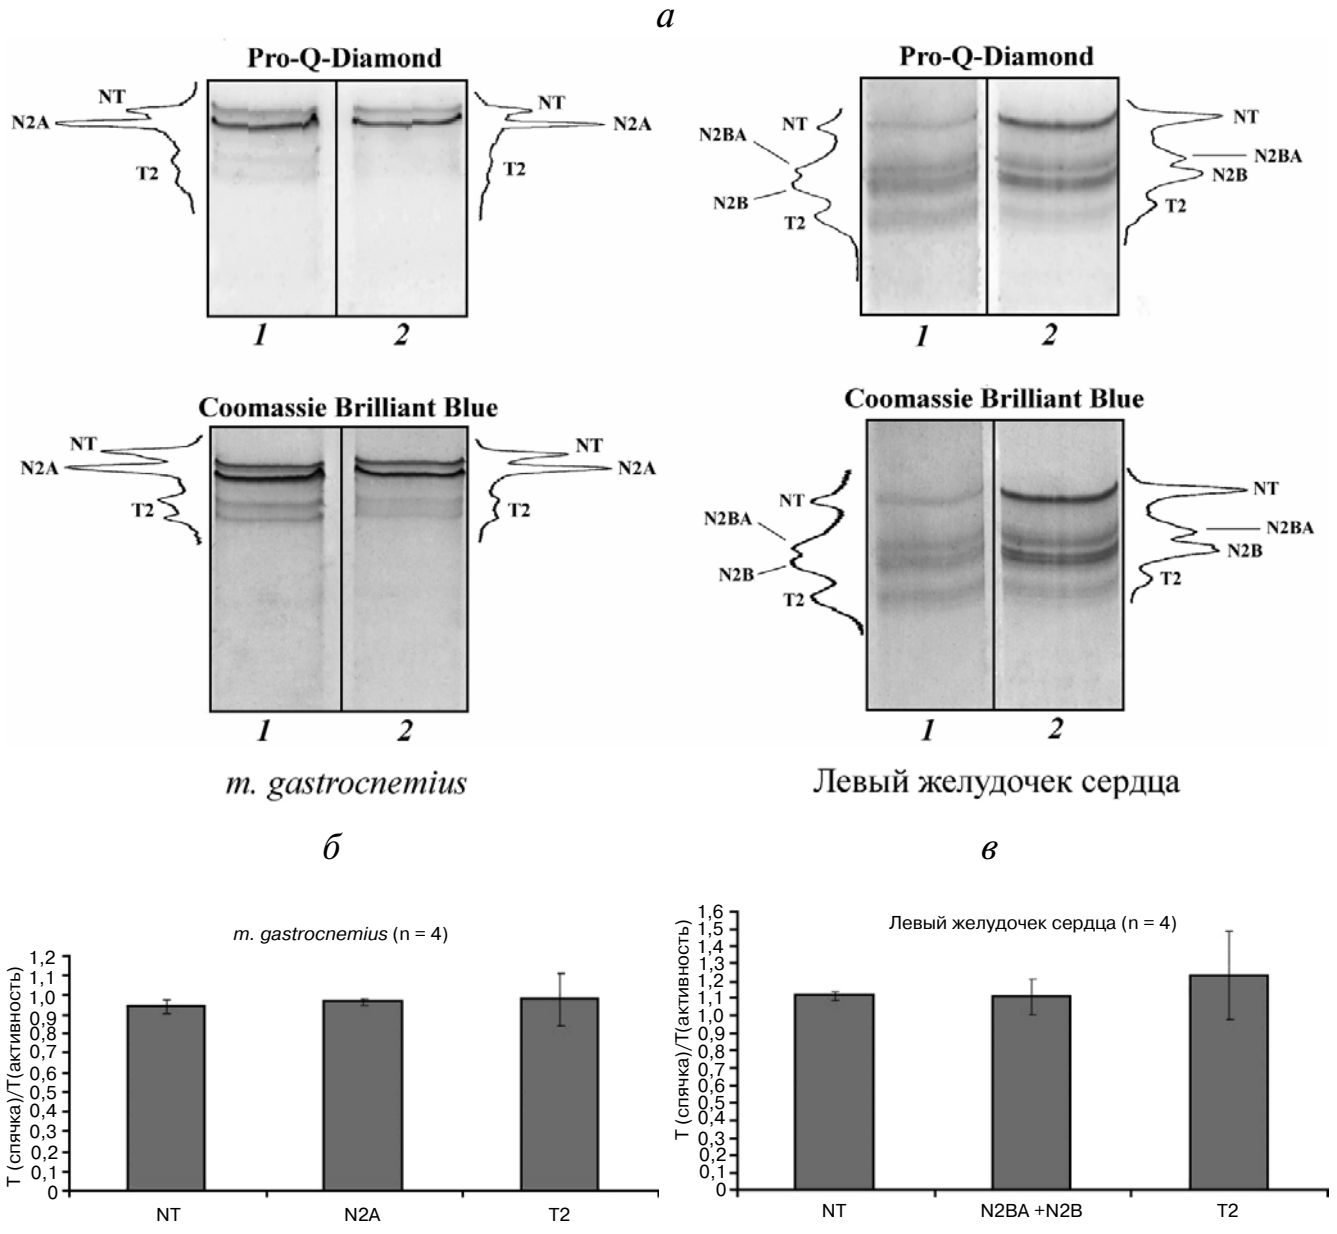 а
Pro-Q-Diamond
NT
N2A
T2
NT
N2A
T2
1 2
Pro-Q-Diamond
NT
N2BA
N2B
T2
NT
N2BA
N2B
T2
1 2
Coomassie Brilliant Blue
NT
N2A
T2
NT
N2A
T2
1 2
m. gastrocnemius
Coomassie Brilliant Blue
NT
N2BA
N2B
T2
NT
N2BA
N2B
T2
1 2
Левый желудочек сердца
б
m. gastrocnemius (n = 4)
Т (спячка)/Т(активность)
1,2
1,1
1,0
0,9
0,8
0,7
0,6
0,5
0,4
0,3
0,2
0,1
0
NT N2A T2
в
Левый желудочек сердца (n = 4)
Т (спячка)/Т(активность)
1,6
1,5
1,4
1,3
1,2
1,1
1,0
0,9
0,8
0,7
0,6
0,5
0,4
0,3
0,2
0,1
0
NT N2BA +N2B T2